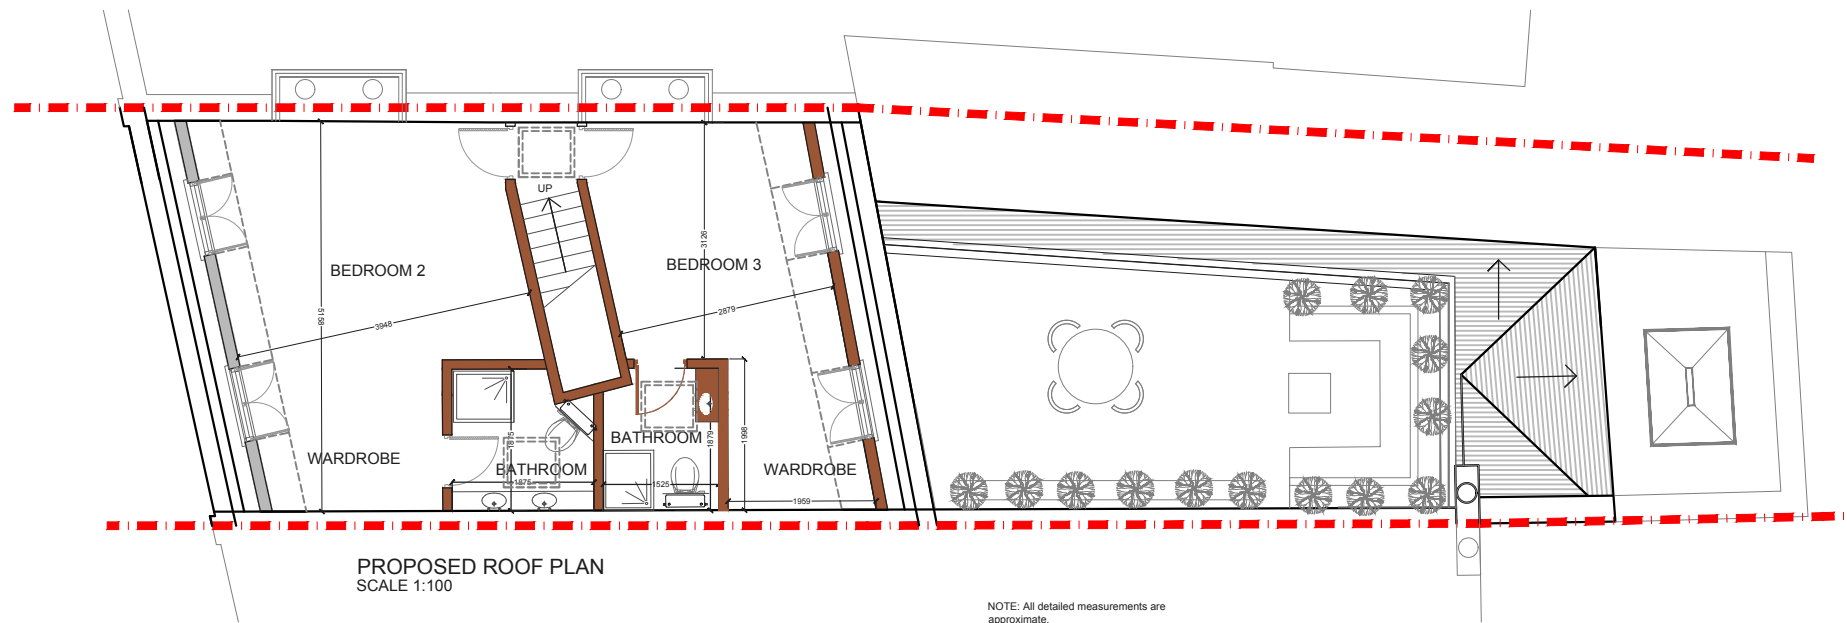 UP
BEDROOM 2
BEDROOM 3
3126
5158
3948
2879
WARDROBE
BATHROOM
BATHROOM
WARDROBE
1875
1875
1879
1998
1525
1959
PROPOSED ROOF PLAN
SCALE 1:100
NOTE: All detailed measurements are
approximate.